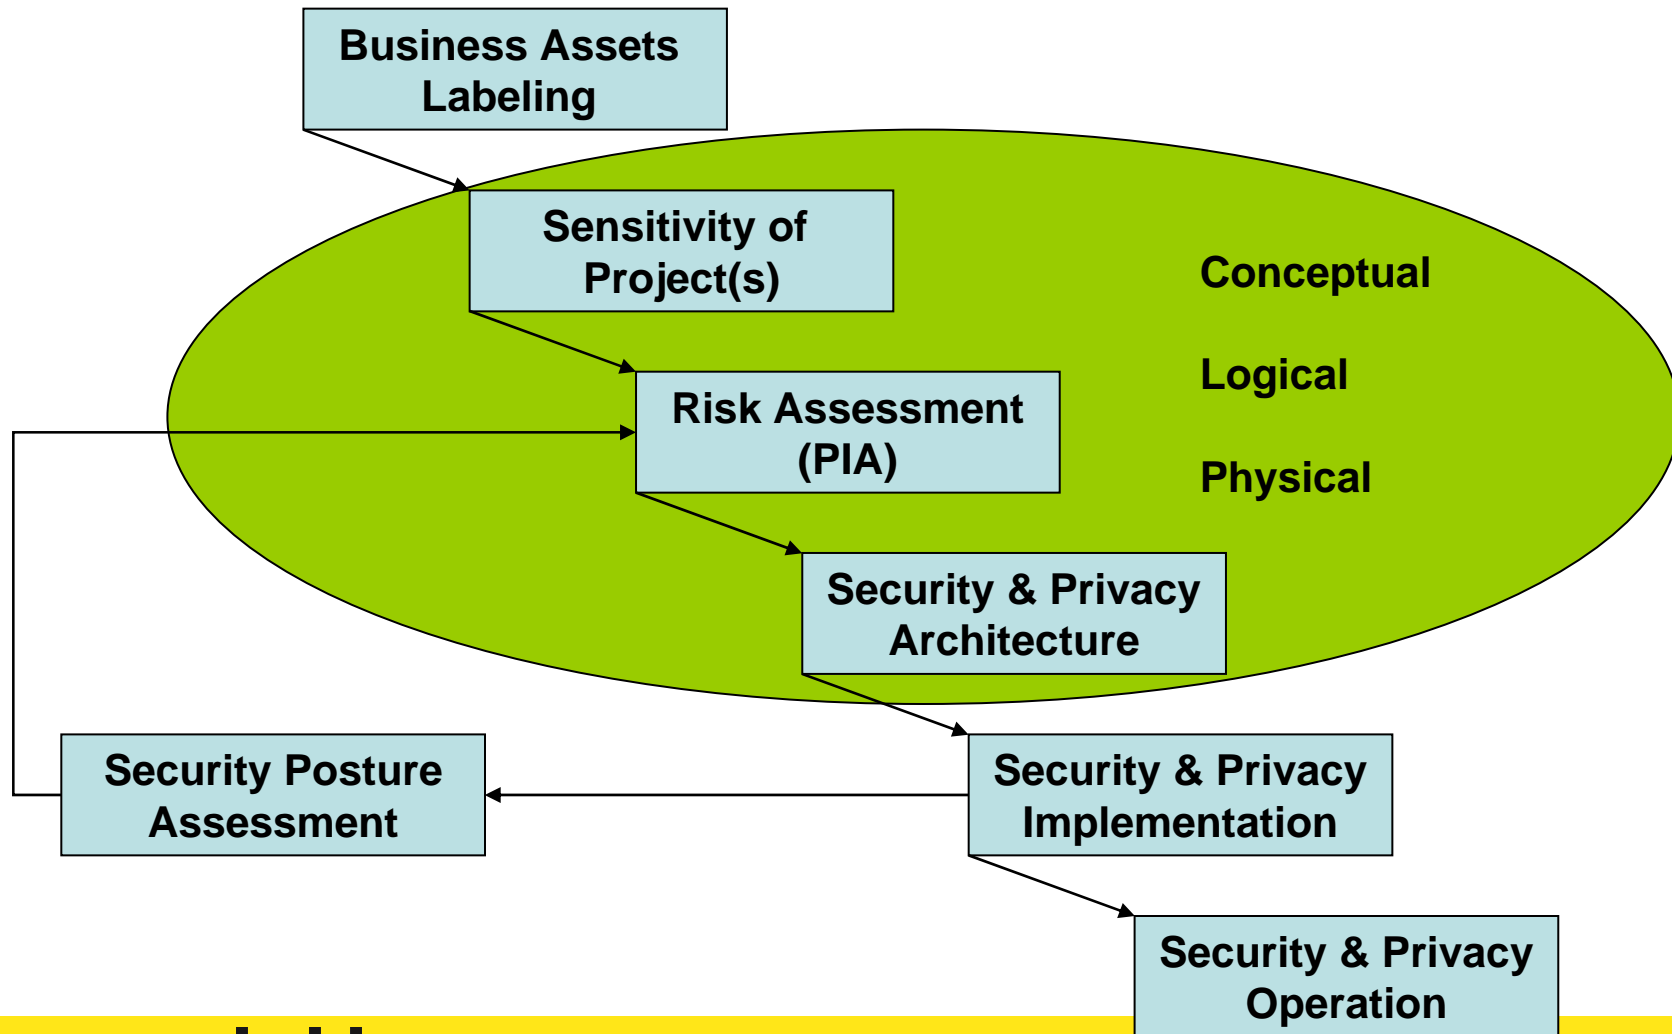 Business Assets
Labeling
Sensitivity of
Project(s)
Conceptual
Logical
Risk Assessment
(PIA)
Physical
Security & Privacy
Architecture
Security Posture
Assessment
Security & Privacy
Implementation
Security & Privacy
Operation